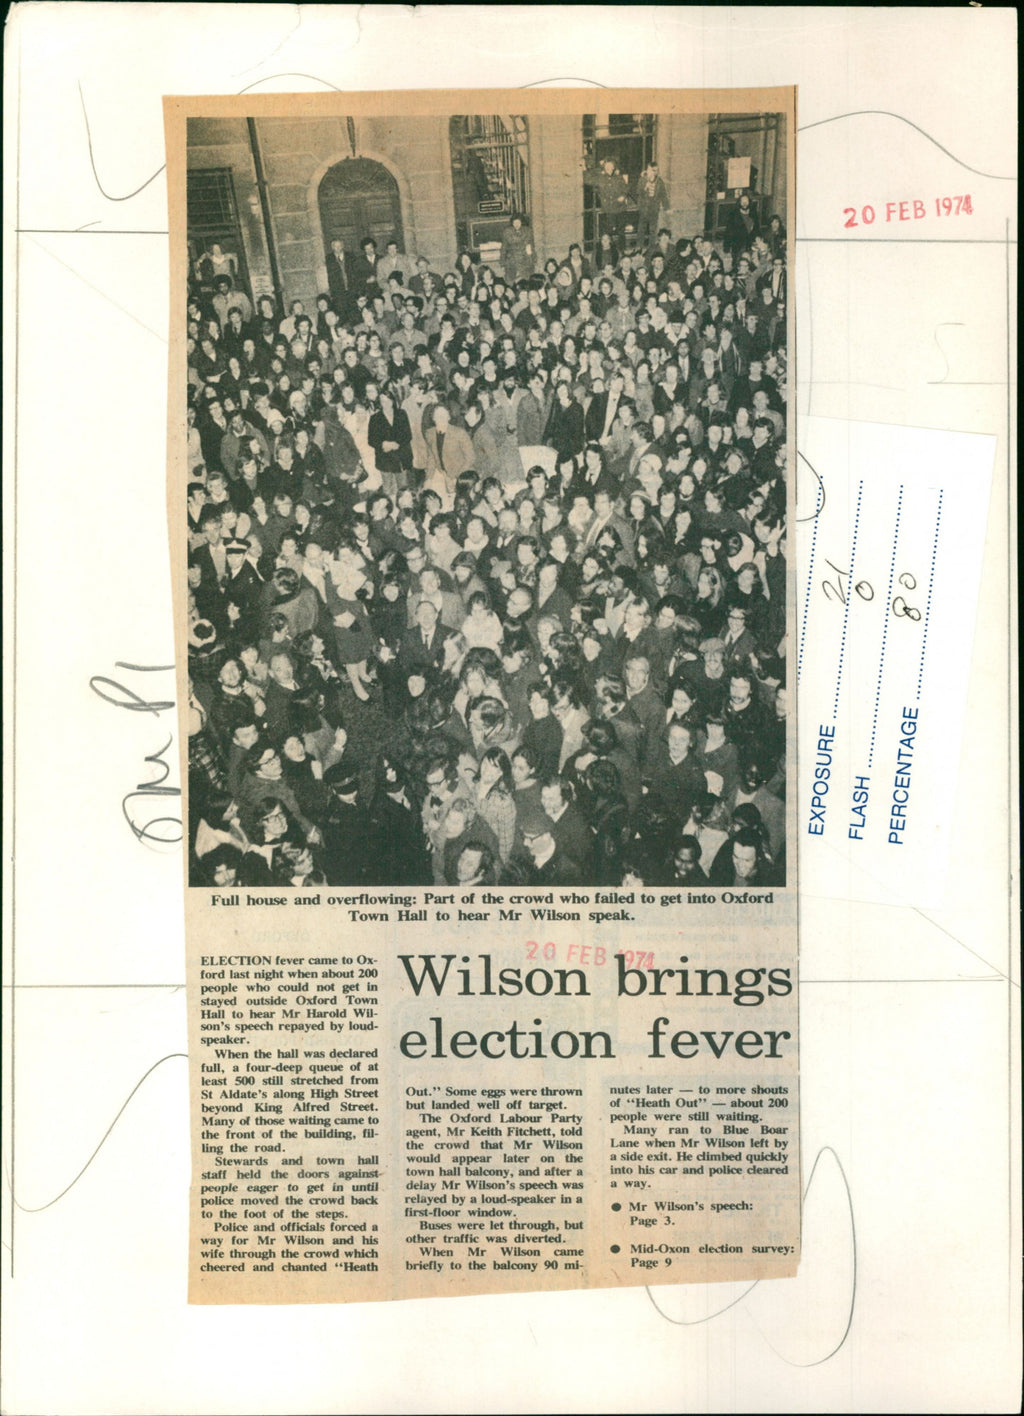 20 FEB 1974
EXPOSURE 21
FLASH 0
PERCENTAGE 80
Full house and overflowing: Part of the crowd who failed to get into Oxford
Town Hall to hear Mr Wilson speak.
20 FEB 1974
Wilson brings
election fever
ELECTION fever came to Ox-
ford last night when about 200
people who could not get in
stayed outside Oxford Town
Hall to hear Mr Harold Wil-
son's speech repayed by loud-
speaker.
When the hall was declared
full, a four-deep queue of at
least 500 still stretched from
St Aldate's along High Street
beyond King Alfred Street.
Many of those waiting came to
the front of the building, fil-
ling the road.
Stewards and town hall
staff held the doors against
people eager to get in until
police moved the crowd back
to the foot of the steps.
Police and officials forced a
way for Mr Wilson and his
wife through the crowd which
cheered and chanted "Heath
Out." Some eggs were thrown
but landed well off target.
The Oxford Labour Party
agent, Mr Keith Fitchett, told
the crowd that Mr Wilson
would appear later on the
town hall balcony, and after a
delay Mr Wilson's speech was
relayed by a loud-speaker in a
first-floor window.
Buses were let through, but
other traffic was diverted.
When Mr Wilson came
briefly to the balcony 90 mi-
nutes later — to more shouts
of "Heath Out" — about 200
people were still waiting.
Many ran to Blue Boar
Lane when Mr Wilson left by
a side exit. He climbed quickly
into his car and police cleared
a way.
● Mr Wilson's speech:
Page 3.
● Mid-Oxon election survey:
Page 9